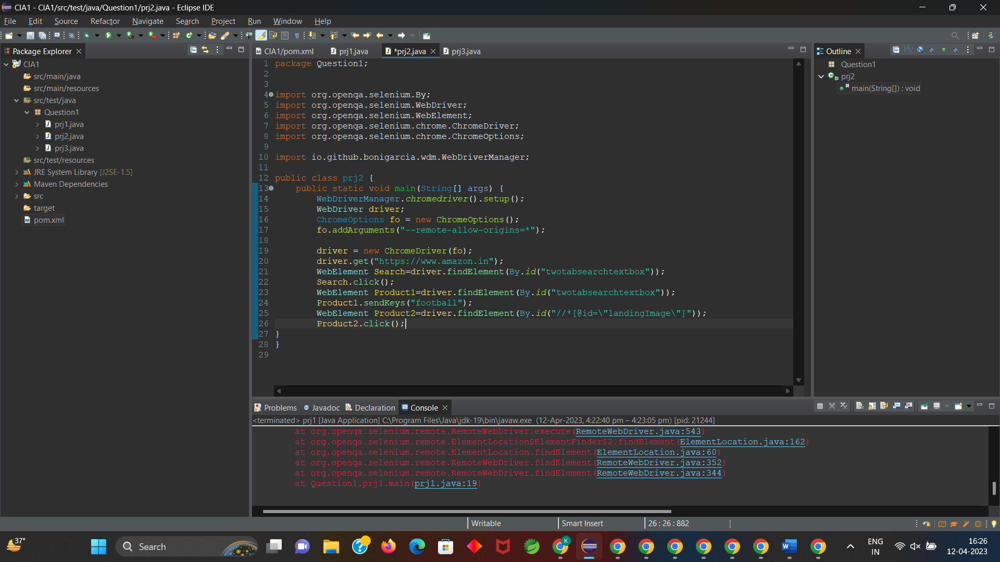 CIA1 - CIA1/src/test/java/Question1/prj2.java - Eclipse IDE
File Edit Source Refactor Navigate Search Project Run Window Help
Package Explorer
CIA1
src/main/java
src/main/resources
src/test/java
Question1
prj1.java
prj2.java
prj3.java
src/test/resources
JRE System Library [J2SE-1.5]
Maven Dependencies
src
target
pom.xml
CIA1/pom.xml prj1.java *prj2.java prj3.java
1 package Question1;
2
3
4 import org.openqa.selenium.By;
5 import org.openqa.selenium.WebDriver;
6 import org.openqa.selenium.WebElement;
7 import org.openqa.selenium.chrome.ChromeDriver;
8 import org.openqa.selenium.chrome.ChromeOptions;
9
10 import io.github.bonigarcia.wdm.WebDriverManager;
11
12 public class prj2 {
13 public static void main(String[] args) {
14 WebDriverManager.chromedriver().setup();
15 WebDriver driver;
16 ChromeOptions fo = new ChromeOptions();
17 fo.addArguments("--remote-allow-origins=*");
18
19 driver = new ChromeDriver(fo);
20 driver.get("https://www.amazon.in");
21 WebElement Search=driver.findElement(By.id("twotabsearchtextbox"));
22 Search.click();
23 WebElement Product1=driver.findElement(By.id("twotabsearchtextbox"));
24 Product1.sendKeys("football");
25 WebElement Product2=driver.findElement(By.id("//*[@id=\"landingImage\"]"));
26 Product2.click();
27 }
28 }
29
Outline
Question1
prj2
main(String[]) : void
Problems Javadoc Declaration Console
<terminated> prj1 [Java Application] C:\Program Files\Java\jdk-19\bin\javaw.exe (12-Apr-2023, 4:22:40 pm – 4:23:05 pm) [pid: 21244]
at org.openqa.selenium.remote.RemoteWebDriver.execute(RemoteWebDriver.java:543)
at org.openqa.selenium.remote.ElementLocation$ElementFinder$2.findElement(ElementLocation.java:162)
at org.openqa.selenium.remote.ElementLocation.findElement(ElementLocation.java:60)
at org.openqa.selenium.remote.RemoteWebDriver.findElement(RemoteWebDriver.java:352)
at org.openqa.selenium.remote.RemoteWebDriver.findElement(RemoteWebDriver.java:344)
at Question1.prj1.main(prj1.java:19)
Writable Smart Insert 26 : 26 : 882
37°
Search
K
ENG
IN
16:26
12-04-2023